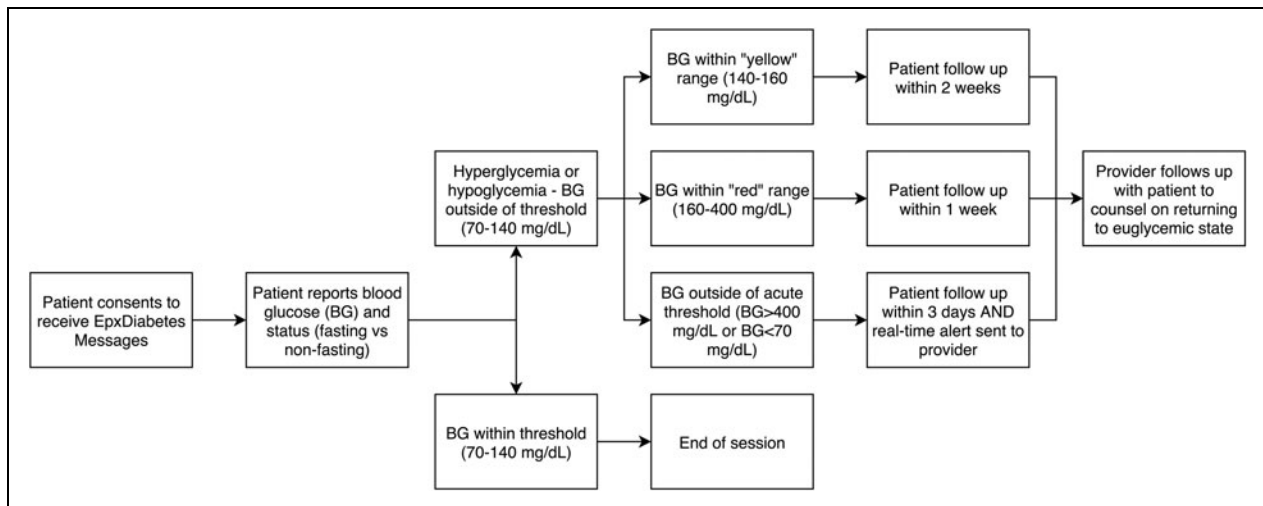 Patient consents to
receive EpxDiabetes
Messages
Patient reports blood
glucose (BG) and
status (fasting vs
non-fasting)
Hyperglycemia or
hypoglycemia - BG
outside of threshold
(70-140 mg/dL)
BG within "yellow"
range (140-160
mg/dL)
Patient follow up
within 2 weeks
BG within "red" range
(160-400 mg/dL)
Patient follow up
within 1 week
BG outside of acute
threshold (BG>400
mg/dL or BG<70
mg/dL)
Patient follow up
within 3 days AND
real-time alert sent to
provider
Provider follows up
with patient to
counsel on returning
to euglycemic state
BG within threshold
(70-140 mg/dL)
End of session